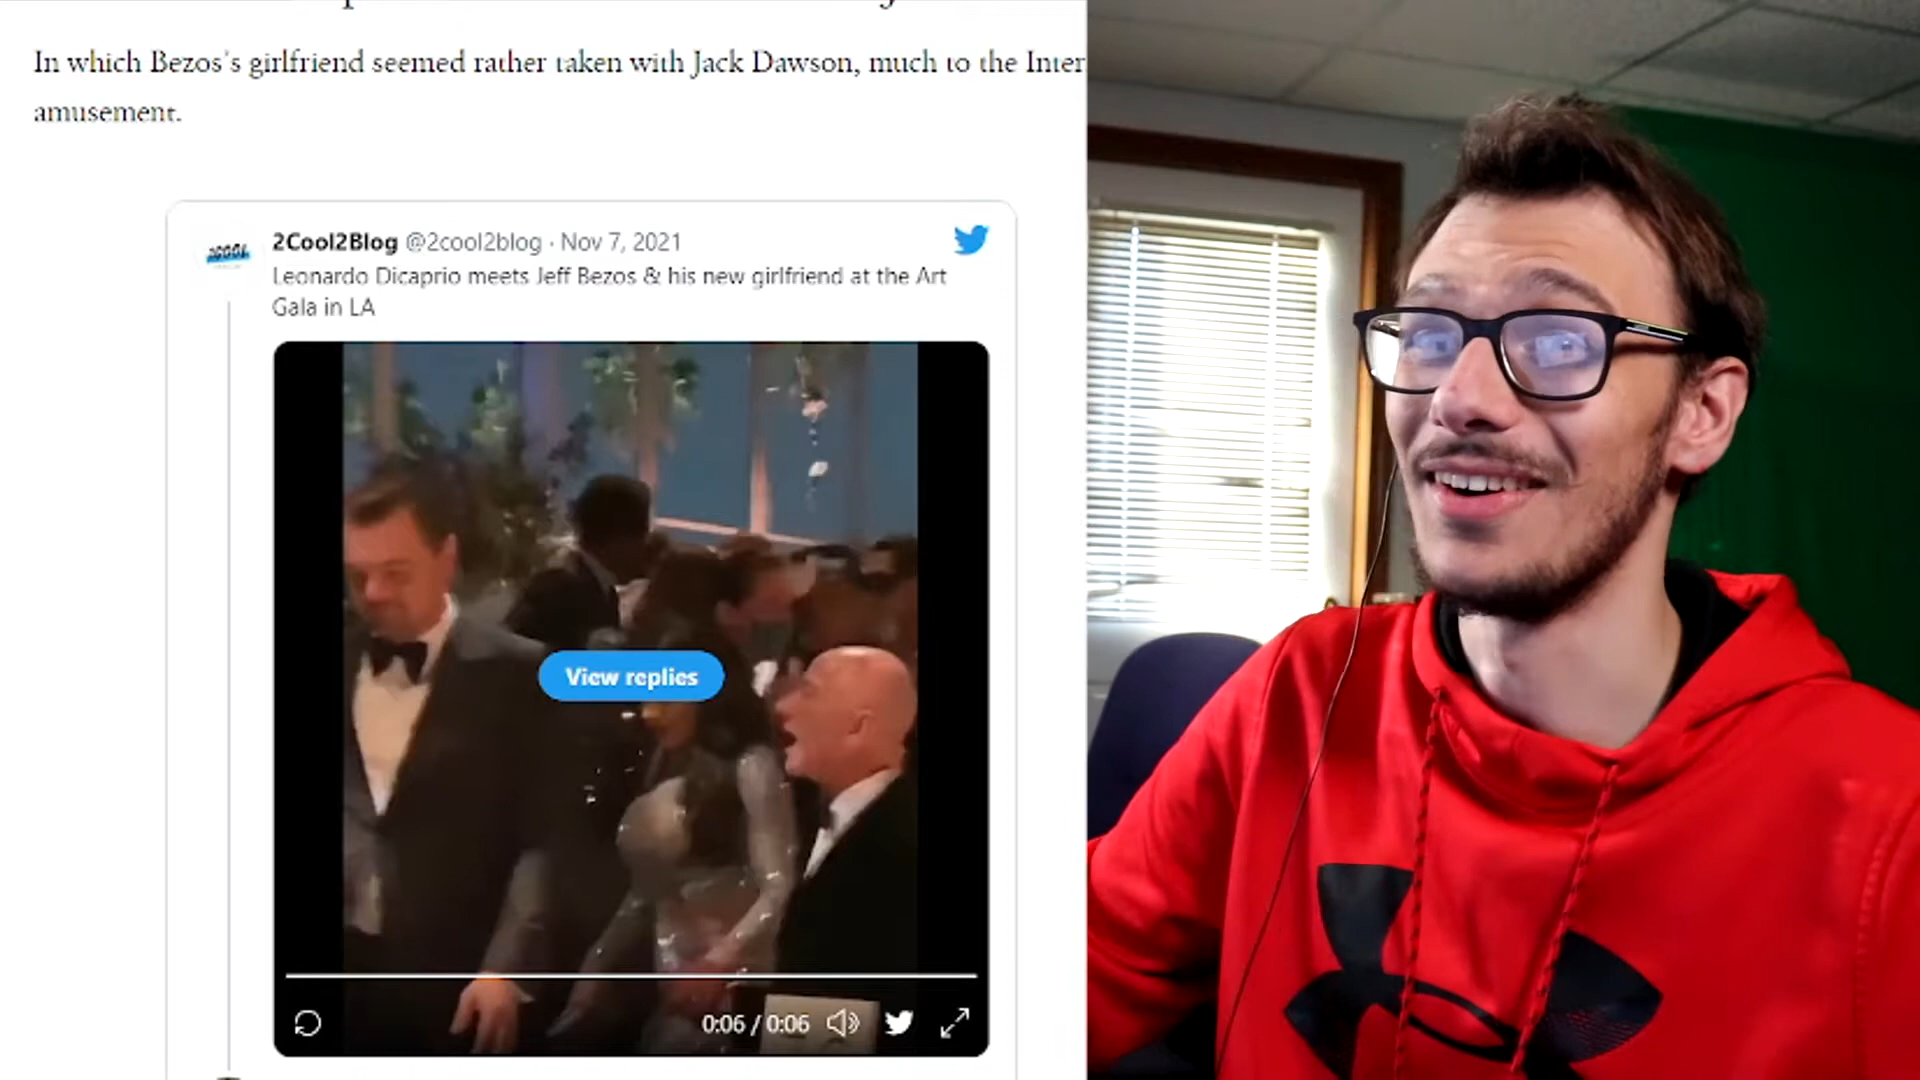 In which Bezos's girlfriend seemed rather taken with Jack Dawson, much to the Inter
amusement.
2Cool2Blog @2cool2blog · Nov 7, 2021
Leonardo Dicaprio meets Jeff Bezos & his new girlfriend at the Art
Gala in LA
View replies
0:06 / 0:06